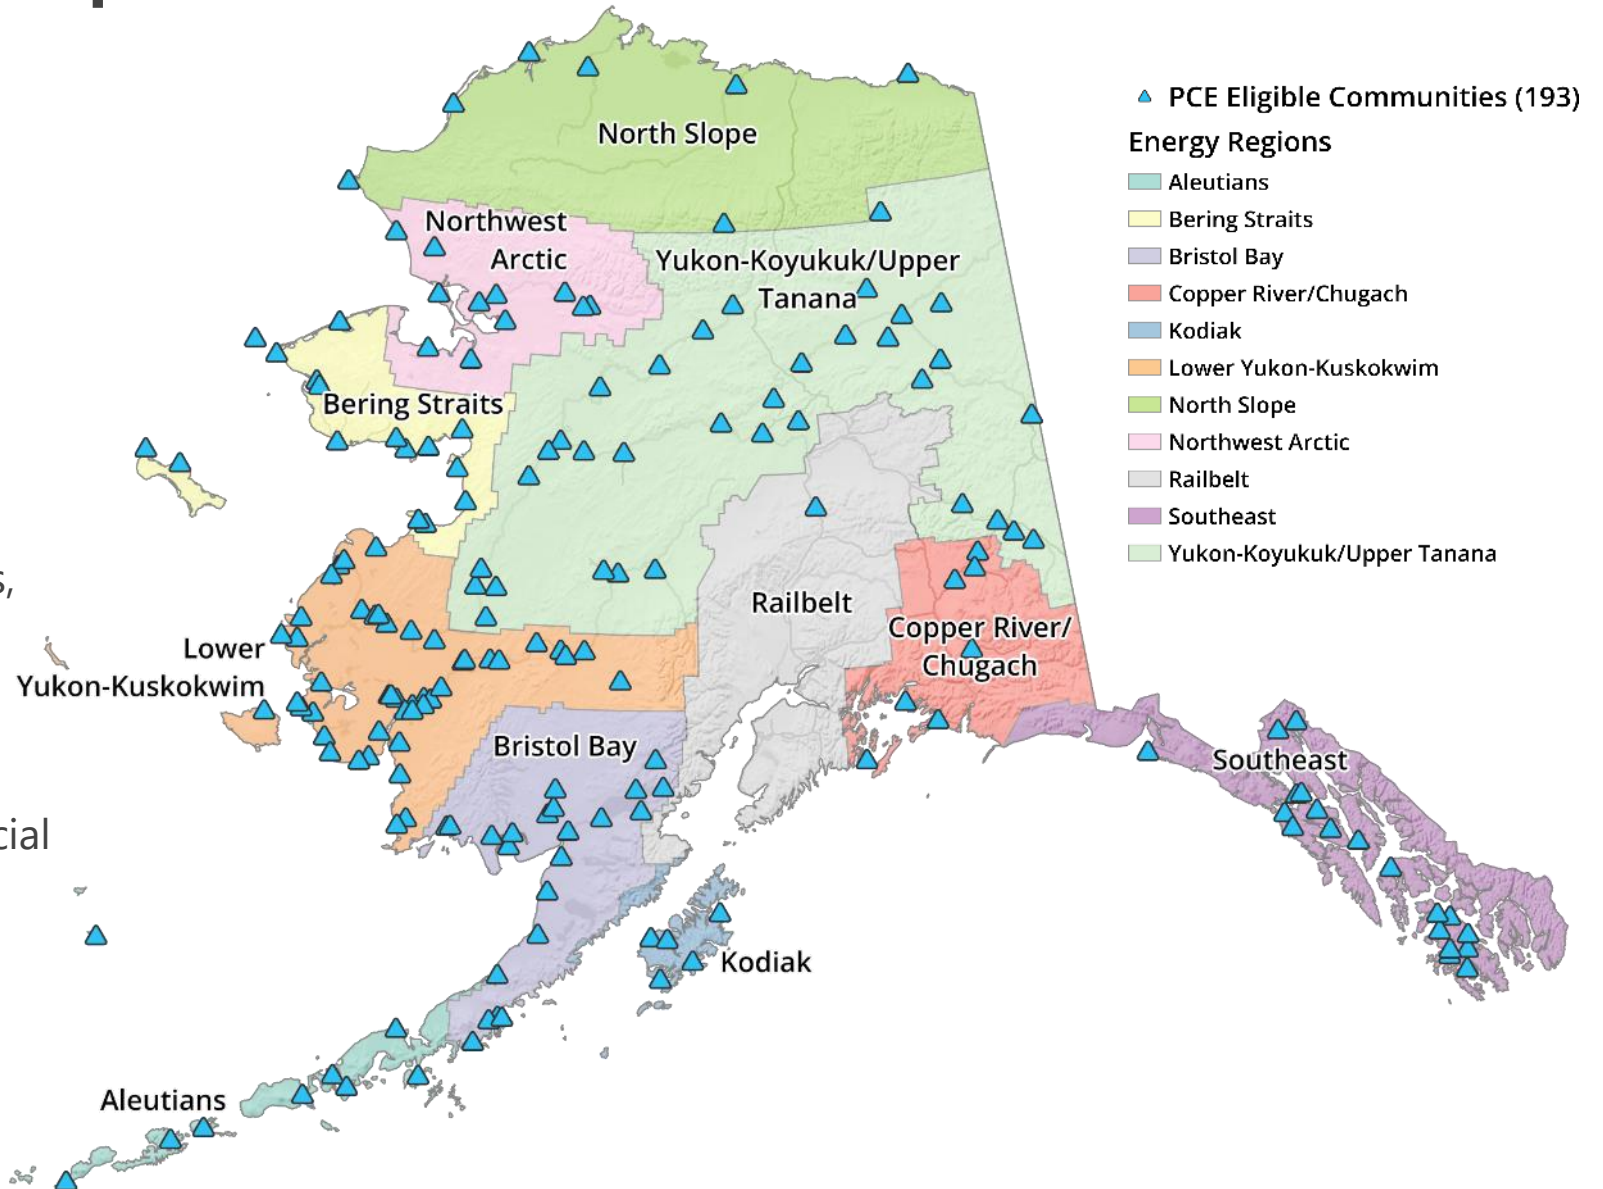 PCE Eligible Communities (193)
Energy Regions
Aleutians
Bering Straits
Bristol Bay
Copper River/Chugach
Kodiak
Lower Yukon-Kuskokwim
North Slope
Northwest Arctic
Railbelt
Southeast
Yukon-Koyukuk/Upper Tanana
North Slope
Northwest
Arctic
Yukon-Koyukuk/Upper
Tanana
Bering Straits
s,
Railbelt
Copper River/
Chugach
Lower
Yukon-Kuskokwim
Bristol Bay
Southeast
cial
Kodiak
Aleutians